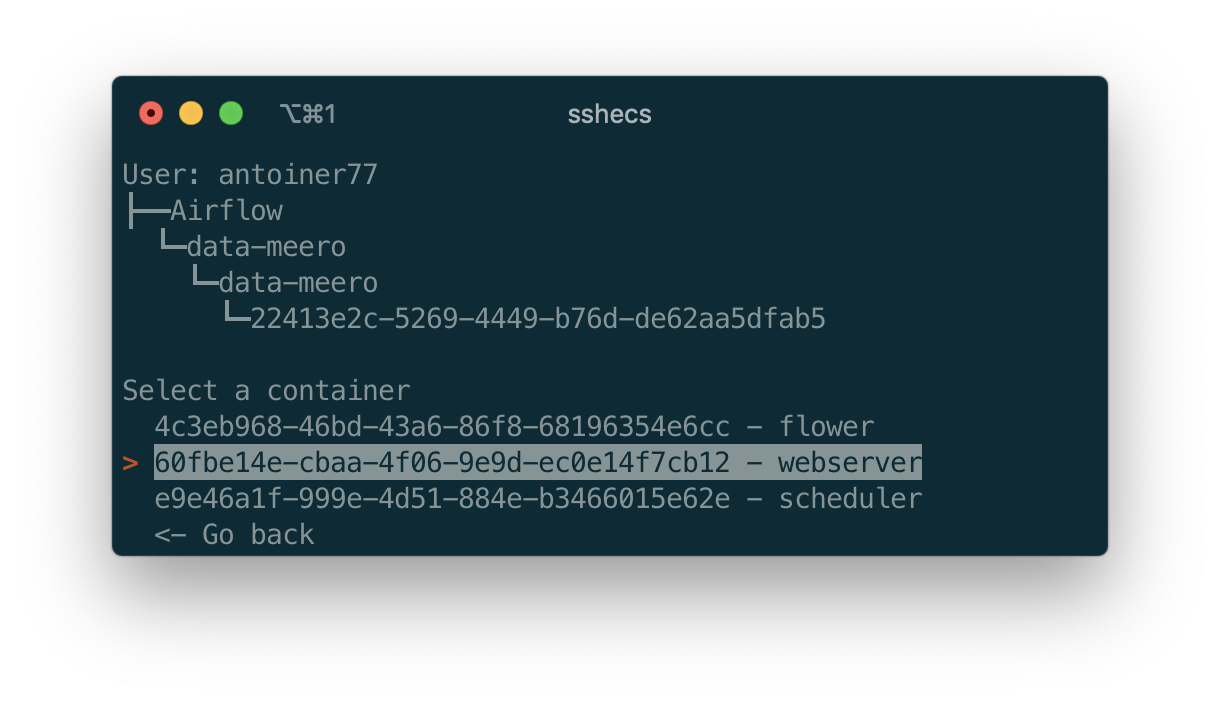 ⌥⌘1 sshecs
User: antoiner77
├──Airflow
  └─data-meero
    └─data-meero
      └─22413e2c-5269-4449-b76d-de62aa5dfab5
Select a container
  4c3eb968-46bd-43a6-86f8-68196354e6cc - flower
> 60fbe14e-cbaa-4f06-9e9d-ec0e14f7cb12 - webserver
  e9e46a1f-999e-4d51-884e-b3466015e62e - scheduler
  <- Go back